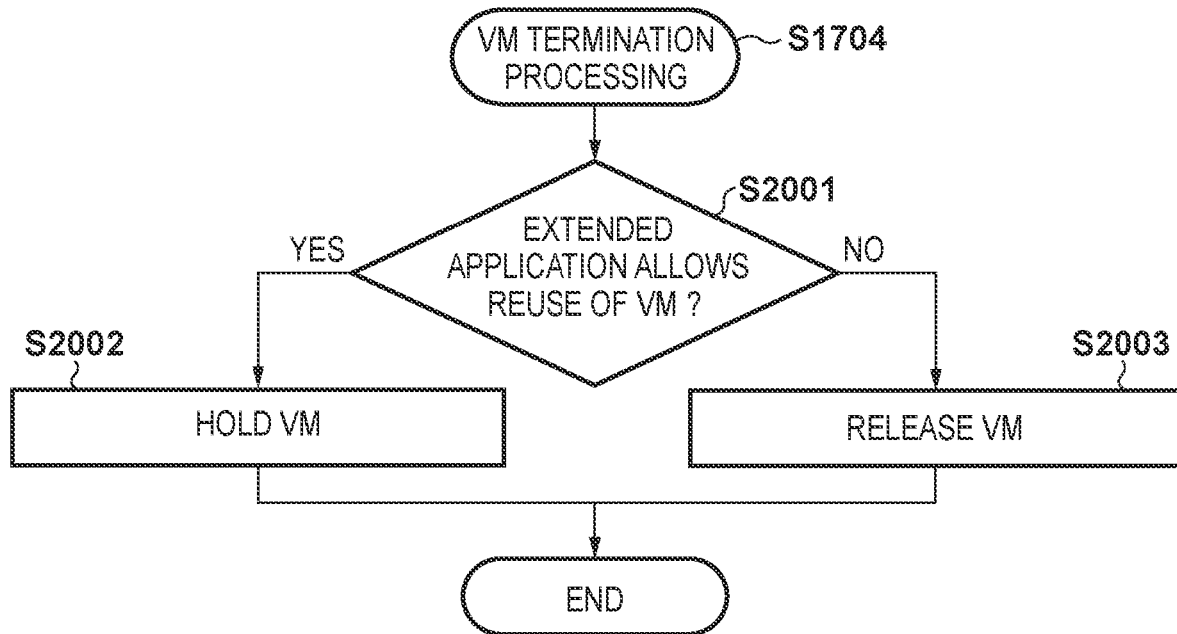 VM TERMINATION
PROCESSING
S1704
S2001
EXTENDED
APPLICATION ALLOWS
REUSE OF VM ?
YES
NO
S2002
HOLD VM
S2003
RELEASE VM
END